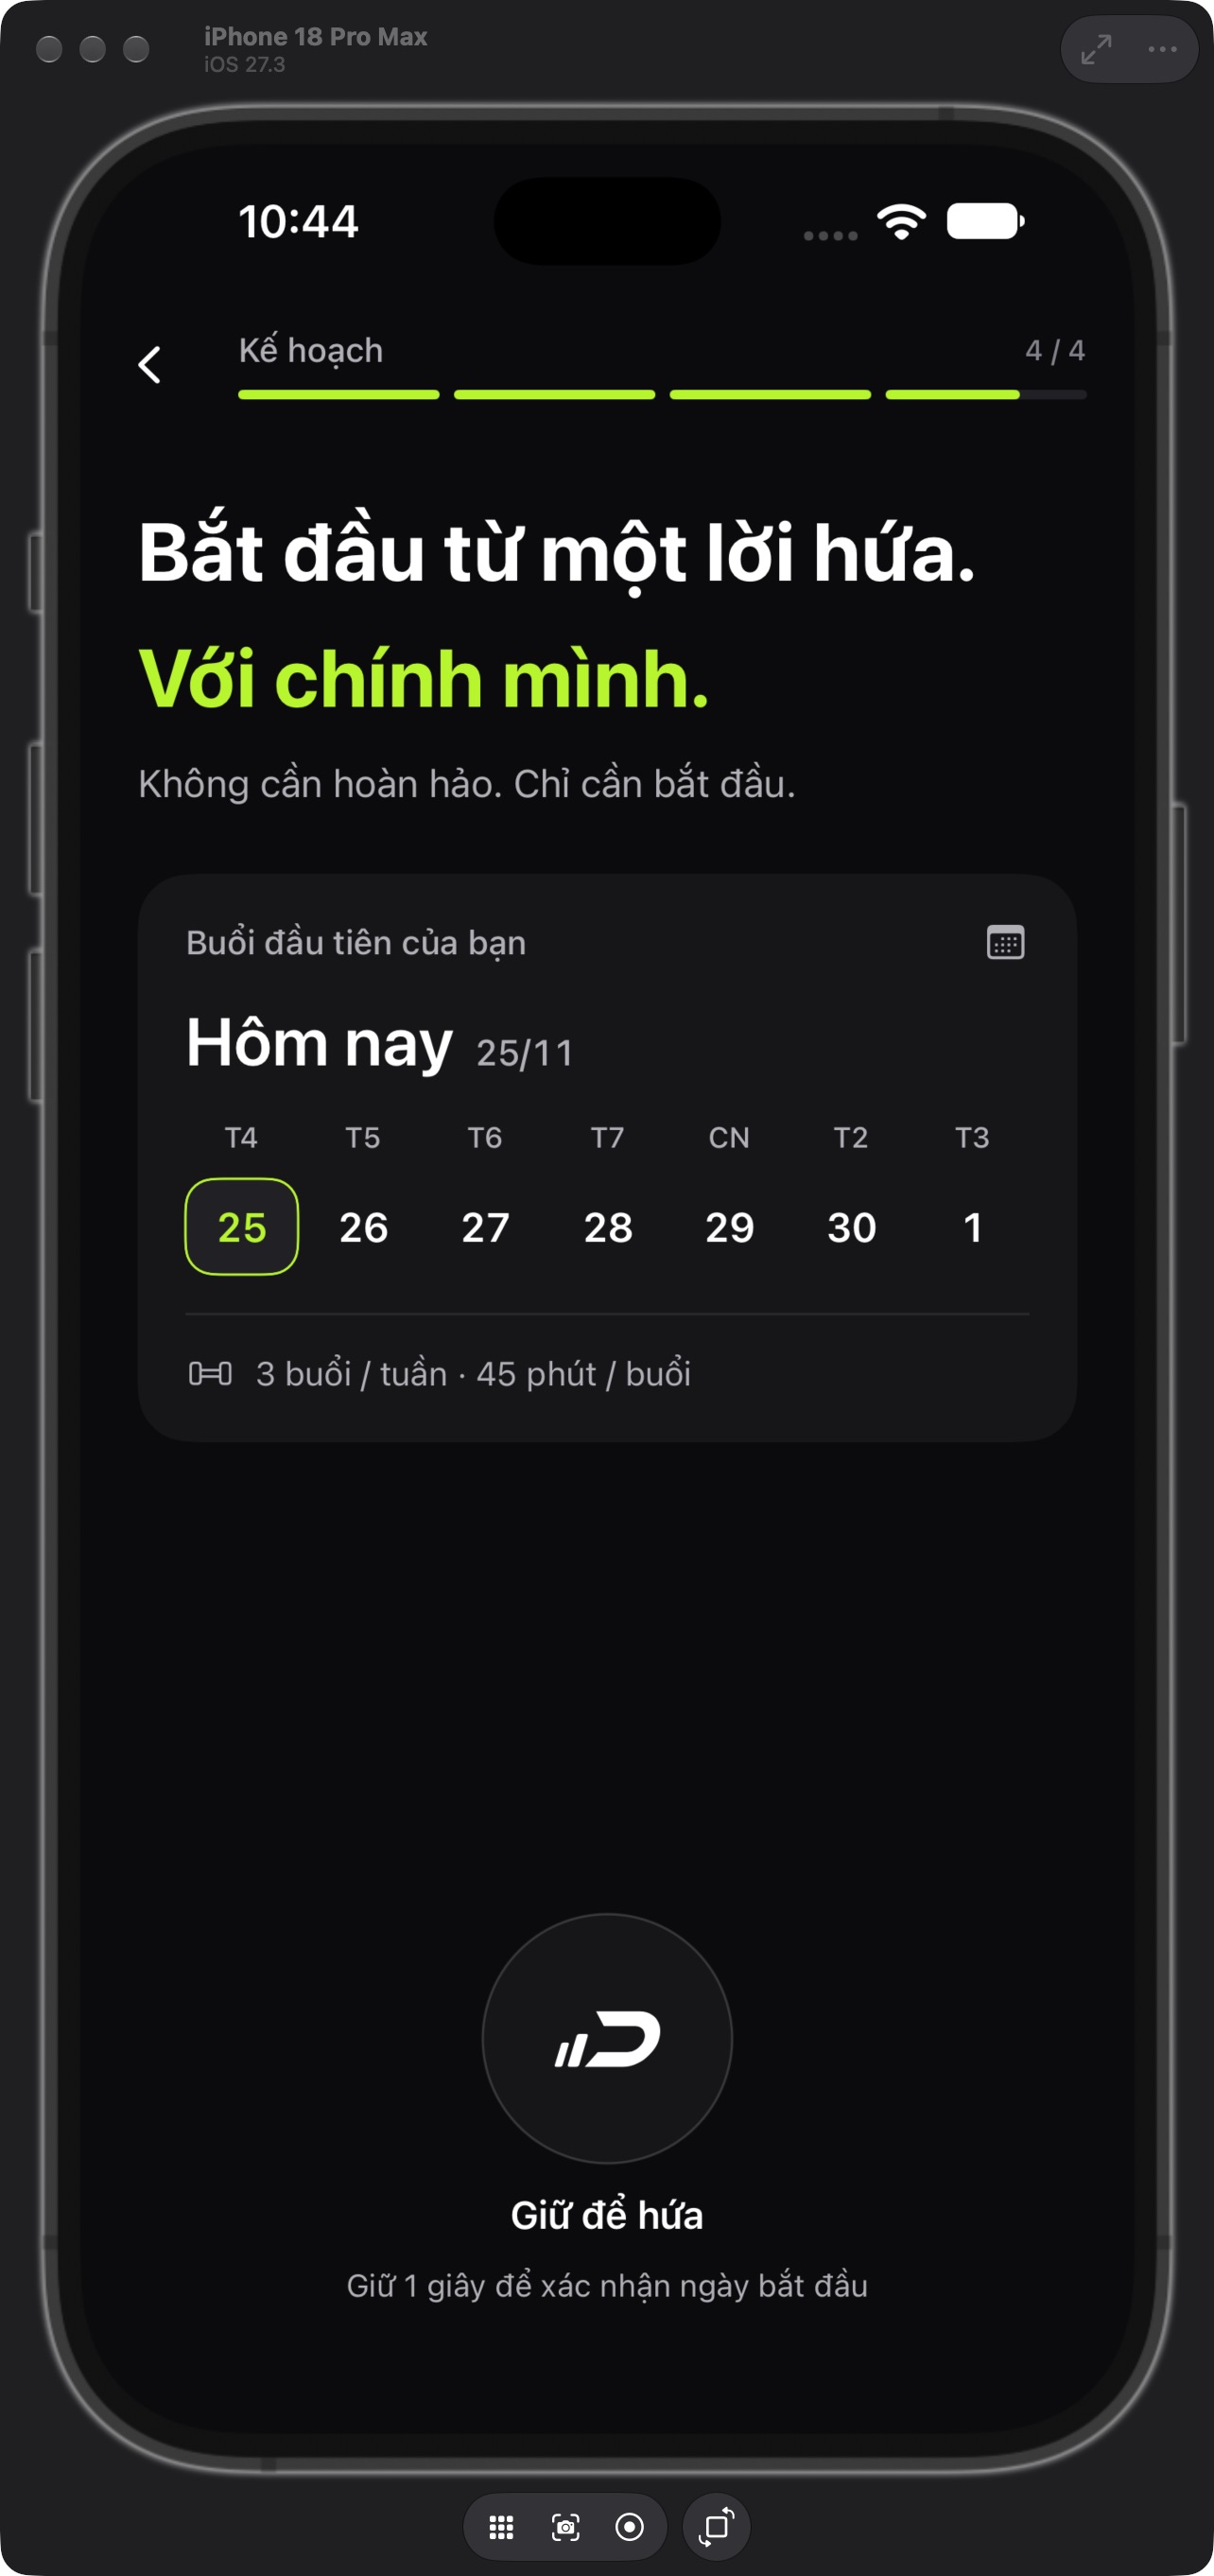 iPhone 18 Pro Max
iOS 27.3
10:44
Kế hoạch
4 / 4
Bắt đầu từ một lời hứa.
Với chính mình.
Không cần hoàn hảo. Chỉ cần bắt đầu.
Buổi đầu tiên của bạn
Hôm nay 25/11
T4 T5 T6 T7 CN T2 T3
25 26 27 28 29 30 1
3 buổi / tuần · 45 phút / buổi
Giữ để hứa
Giữ 1 giây để xác nhận ngày bắt đầu